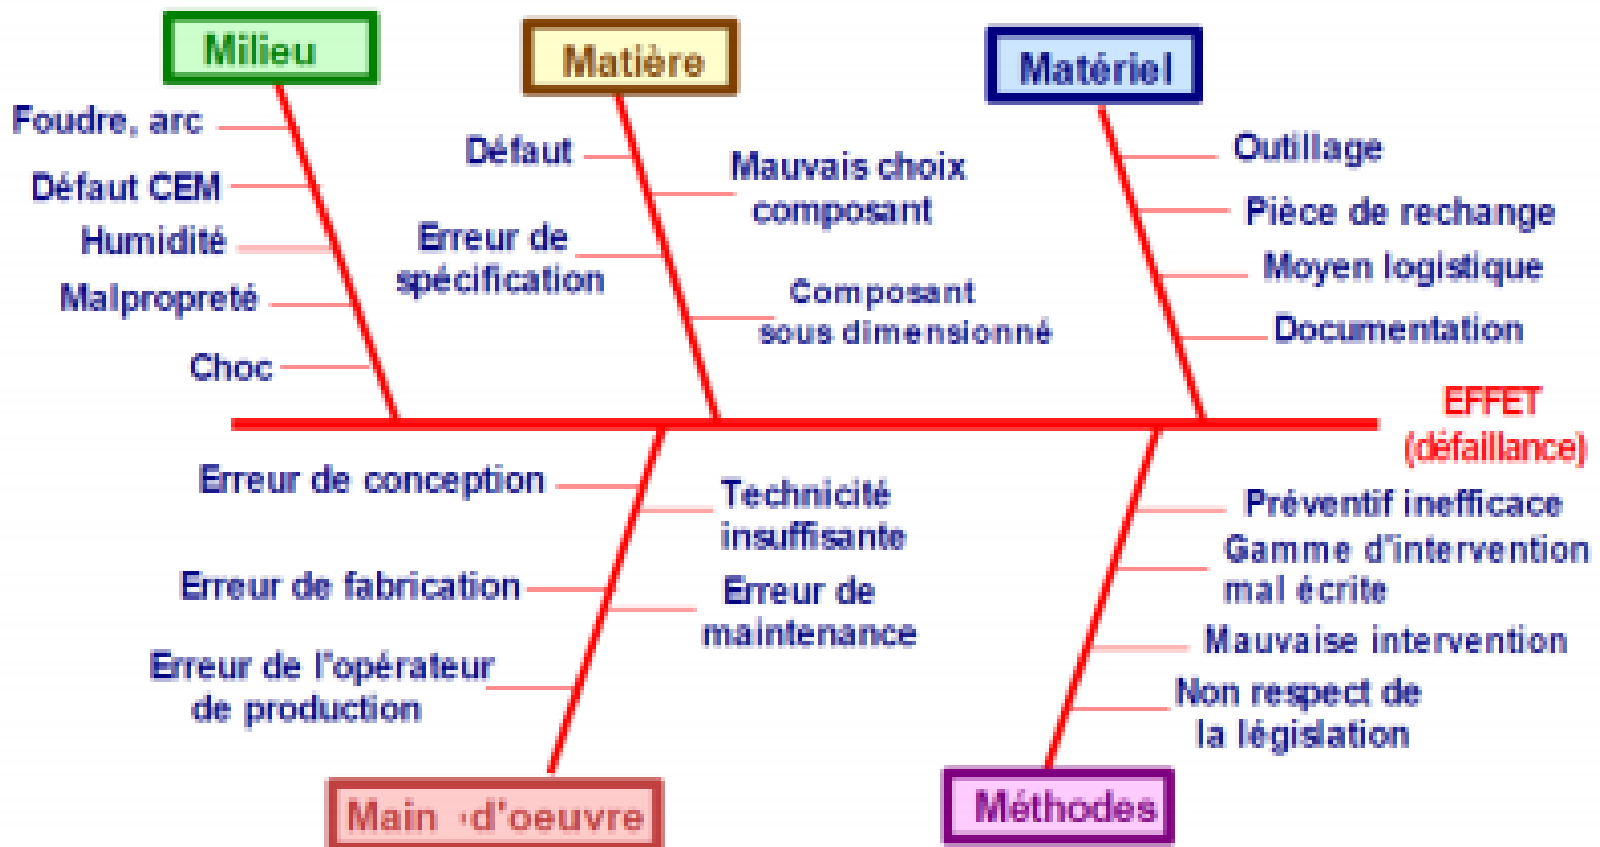 Milieu
Matière
Matériel
Foudre, arc
Défaut CEM
Humidité
Malpropreté
Choc
Défaut
Erreur de
spécification
Mauvais choix
composant
Composant
sous dimensionné
Outillage
Pièce de rechange
Moyen logistique
Documentation
EFFET
(défaillance)
Erreur de conception
Erreur de fabrication
Erreur de l'opérateur
de production
Technicité
insuffisante
Erreur de
maintenance
Préventif inefficace
Gamme d'intervention
mal écrite
Mauvaise intervention
Non respect de
la législation
Main d'oeuvre
Méthodes